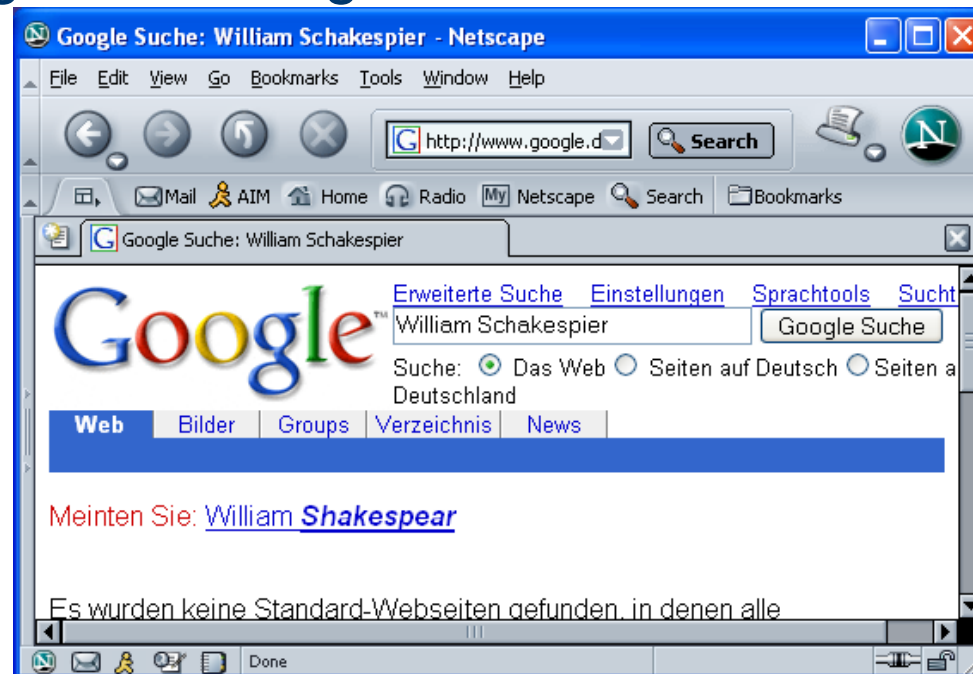 Google Suche: William Schakespier - Netscape
File Edit View Go Bookmarks Tools Window Help
http://www.google.d Search N
Mail AIM Home Radio My Netscape Search Bookmarks
G Google Suche: William Schakespier
Erweiterte Suche Einstellungen Sprachtools Sucht
Google™ William Schakespier Google Suche
Suche: Das Web Seiten auf Deutsch Seiten a
Deutschland
Web Bilder Groups Verzeichnis News
Meinten Sie: William Shakespear
Es wurden keine Standard-Webseiten gefunden, in denen alle
Done